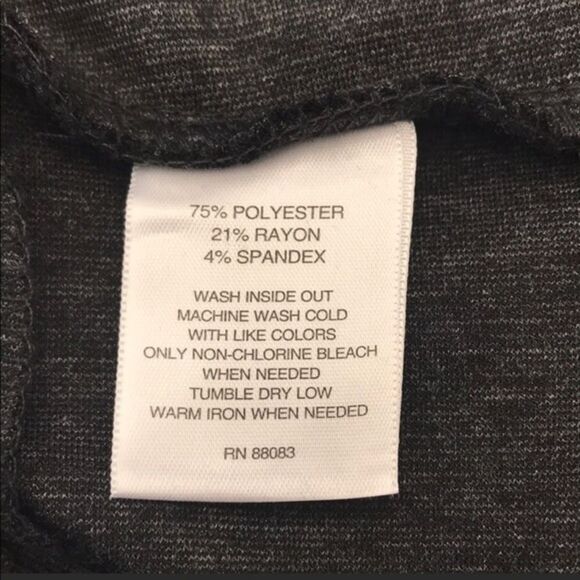 75% POLYESTER
21% RAYON
4% SPANDEX
WASH INSIDE OUT
MACHINE WASH COLD
WITH LIKE COLORS
ONLY NON-CHLORINE BLEACH
WHEN NEEDED
TUMBLE DRY LOW
WARM IRON WHEN NEEDED
RN 88083